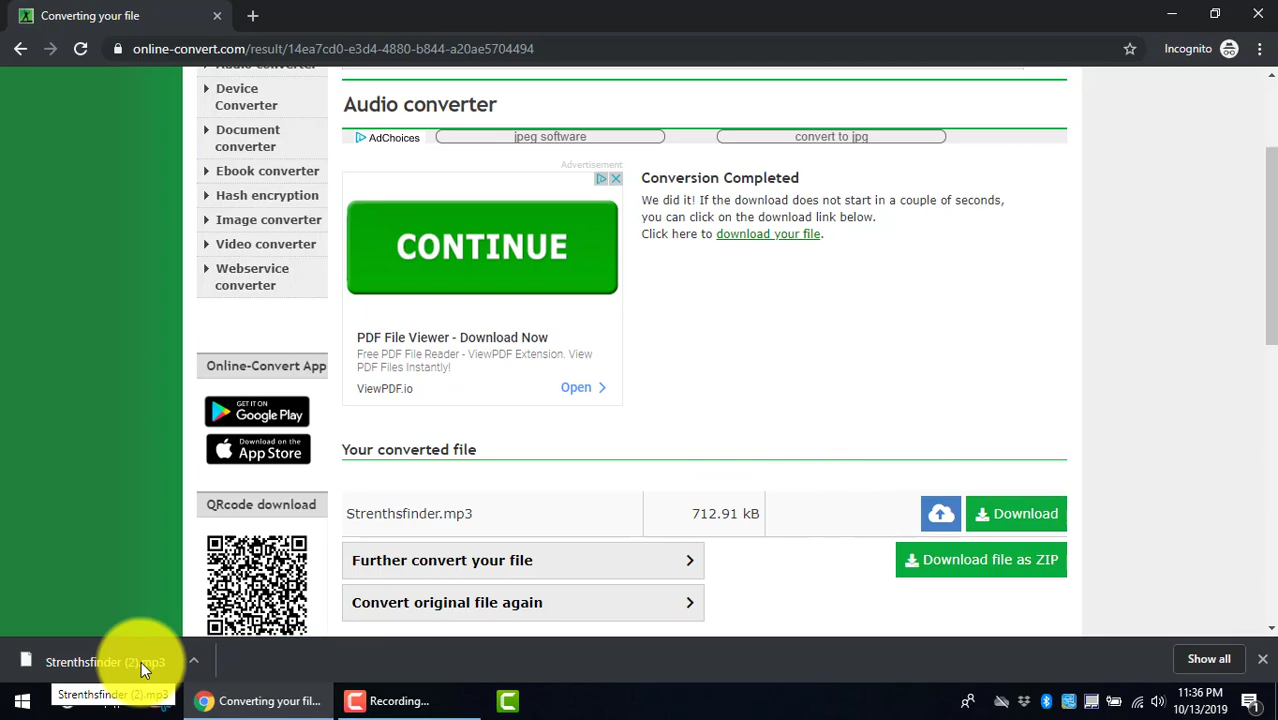 Converting your file
online-convert.com/result/14ea7cd0-e3d4-4880-b844-a20ae5704494
Incognito
Audio converter
Device
Converter
Document
converter
Ebook converter
Hash encryption
Image converter
Video converter
Webservice
converter
Online-Convert App
GET IT ON
Google Play
Download on the
App Store
QRcode download
Audio converter
AdChoices
jpeg software
convert to jpg
Advertisement
CONTINUE
PDF File Viewer - Download Now
Free PDF File Reader - ViewPDF Extension. View
PDF Files Instantly!
ViewPDF.io
Open
Conversion Completed
We did it! If the download does not start in a couple of seconds,
you can click on the download link below.
Click here to download your file.
Your converted file
Strenthsfinder.mp3
712.91 kB
Download
Further convert your file
Download file as ZIP
Convert original file again
Strenthsfinder (2).mp3
Show all
Strenthsfinder (2).mp3
Converting your fil...
Recording...
11:36 PM
10/13/2019